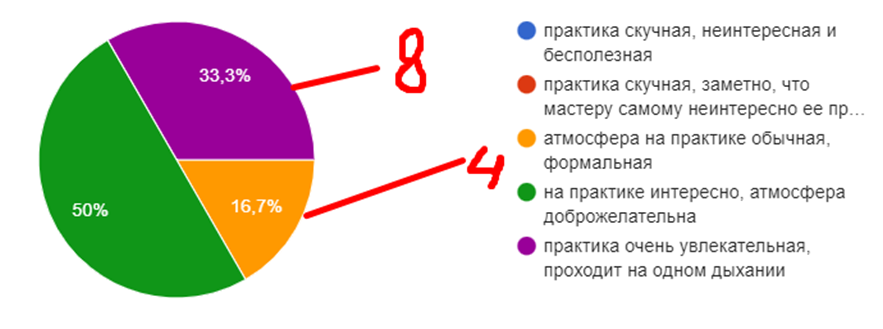 33,3%
8
50%
16,7%
4
практика скучная, неинтересная и
бесполезная
практика скучная, заметно, что
мастеру самому неинтересно ее пр…
атмосфера на практике обычная,
формальная
на практике интересно, атмосфера
доброжелательна
практика очень увлекательная,
проходит на одном дыхании